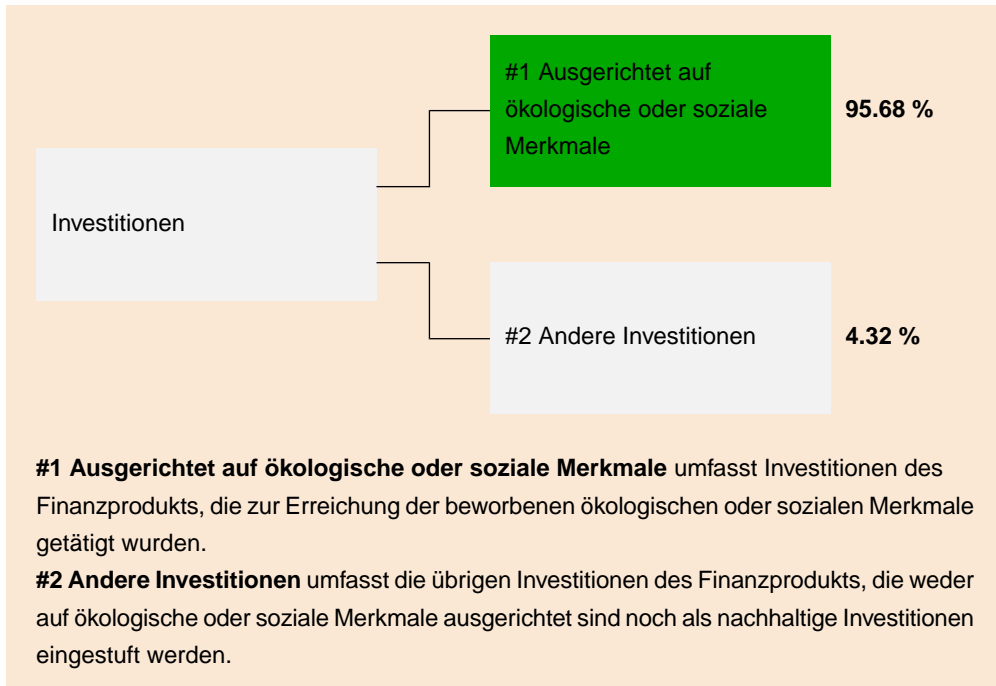 #1 Ausgerichtet auf
ökologische oder soziale
Merkmale
95.68 %
Investitionen
#2 Andere Investitionen
4.32 %
#1 Ausgerichtet auf ökologische oder soziale Merkmale umfasst Investitionen des
Finanzprodukts, die zur Erreichung der beworbenen ökologischen oder sozialen Merkmale
getätigt wurden.
#2 Andere Investitionen umfasst die übrigen Investitionen des Finanzprodukts, die weder
auf ökologische oder soziale Merkmale ausgerichtet sind noch als nachhaltige Investitionen
eingestuft werden.